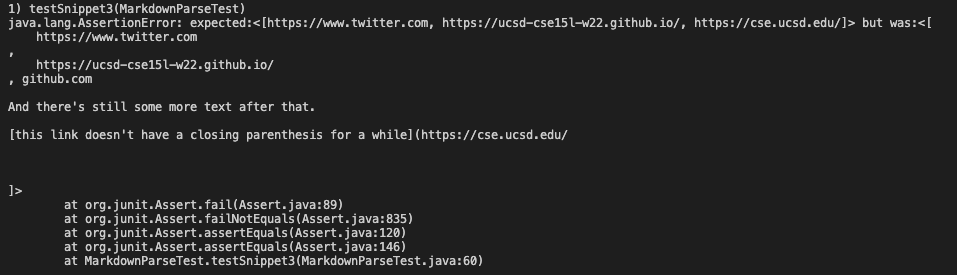 1) testSnippet3(MarkdownParseTest)
java.lang.AssertionError: expected:<[https://www.twitter.com, https://ucsd-cse15l-w22.github.io/, https://cse.ucsd.edu/]> but was:<[
    https://www.twitter.com
,
    https://ucsd-cse15l-w22.github.io/
, github.com
And there's still some more text after that.
[this link doesn't have a closing parenthesis for a while](https://cse.ucsd.edu/
]>
        at org.junit.Assert.fail(Assert.java:89)
        at org.junit.Assert.failNotEquals(Assert.java:835)
        at org.junit.Assert.assertEquals(Assert.java:120)
        at org.junit.Assert.assertEquals(Assert.java:146)
        at MarkdownParseTest.testSnippet3(MarkdownParseTest.java:60)